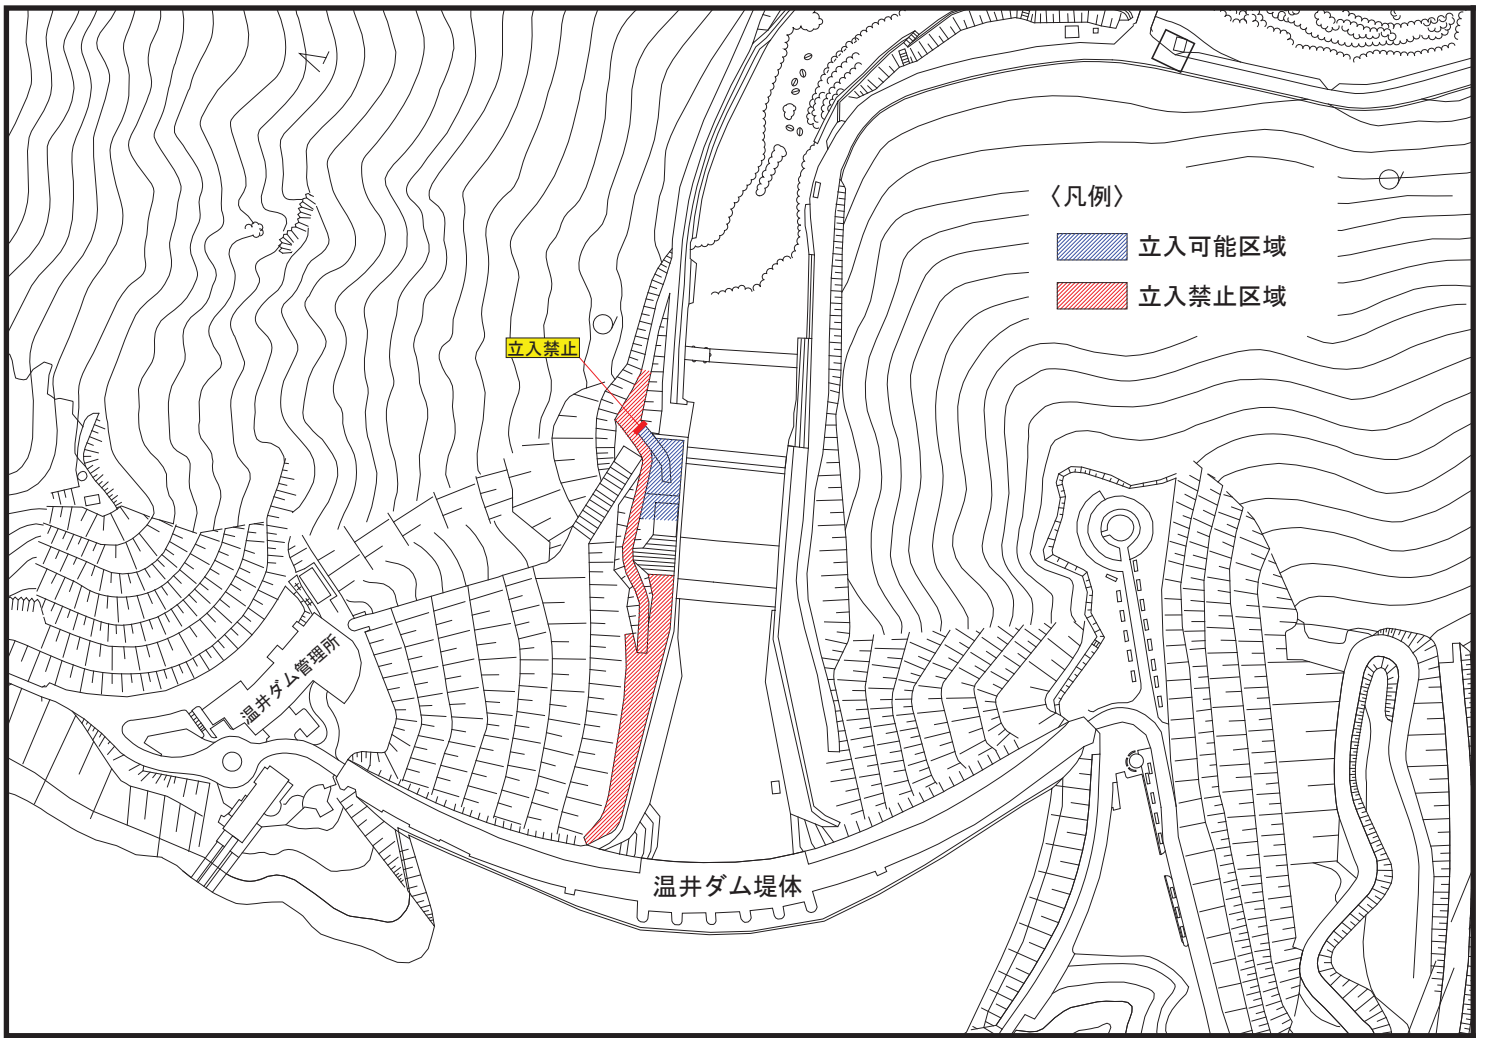 〈凡例〉
立入可能区域
立入禁止区域
立入禁止
温井ダム管理所
温井ダム堤体